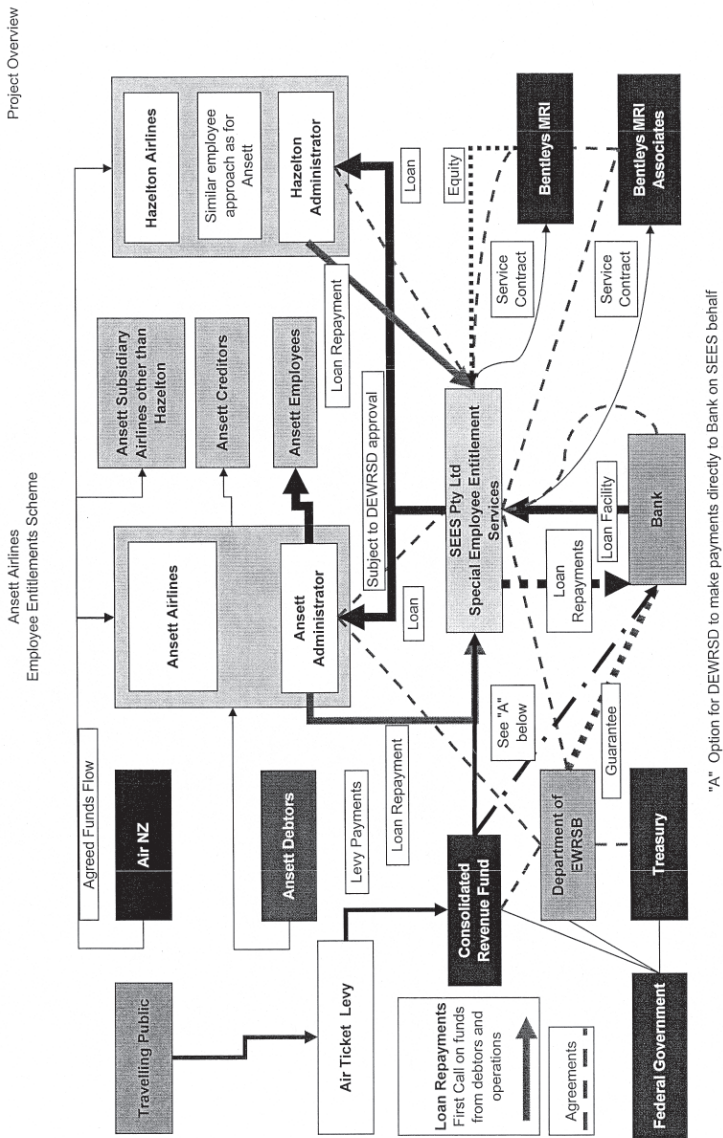 Project Overview
Ansett Airlines
Employee Entitlements Scheme
Agreed Funds Flow
Travelling Public
Air NZ
Ansett Airlines
Ansett Subsidiary
Airlines other than
Hazelton
Hazelton Airlines
Similar employee
approach as for
Ansett
Ansett Creditors
Air Ticket Levy
Ansett Debtors
Ansett
Administrator
Ansett Employees
Hazelton
Administrator
Levy Payments
Loan Repayment
Subject to DEWRSD approval
Loan Repayment
Loan
Loan
Equity
Loan Repayments
First Call on funds
from debtors and
operations
Consolidated
Revenue Fund
See "A"
below
SEES Pty Ltd
Special Employee Entitlement
Services
Service
Contract
Bentleys MRI
Agreements
Department of
EWRSB
Guarantee
Loan
Repayments
Loan Facility
Service
Contract
Federal Government
Treasury
Bank
Bentleys MRI
Associates
"A" Option for DEWRSD to make payments directly to Bank on SEES behalf